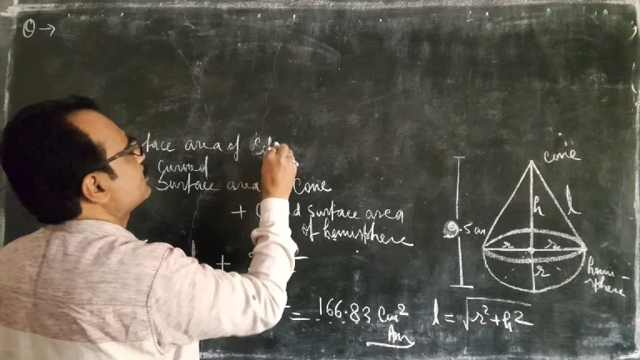 Q →
face area of
curved
Surface area
Cone
+ surface area
of hemisphere
+
= 166.83 Cm²
Ans
l = √r²+h²
cone
h
l
.5 cm
r
r
r
hemi-
sphere